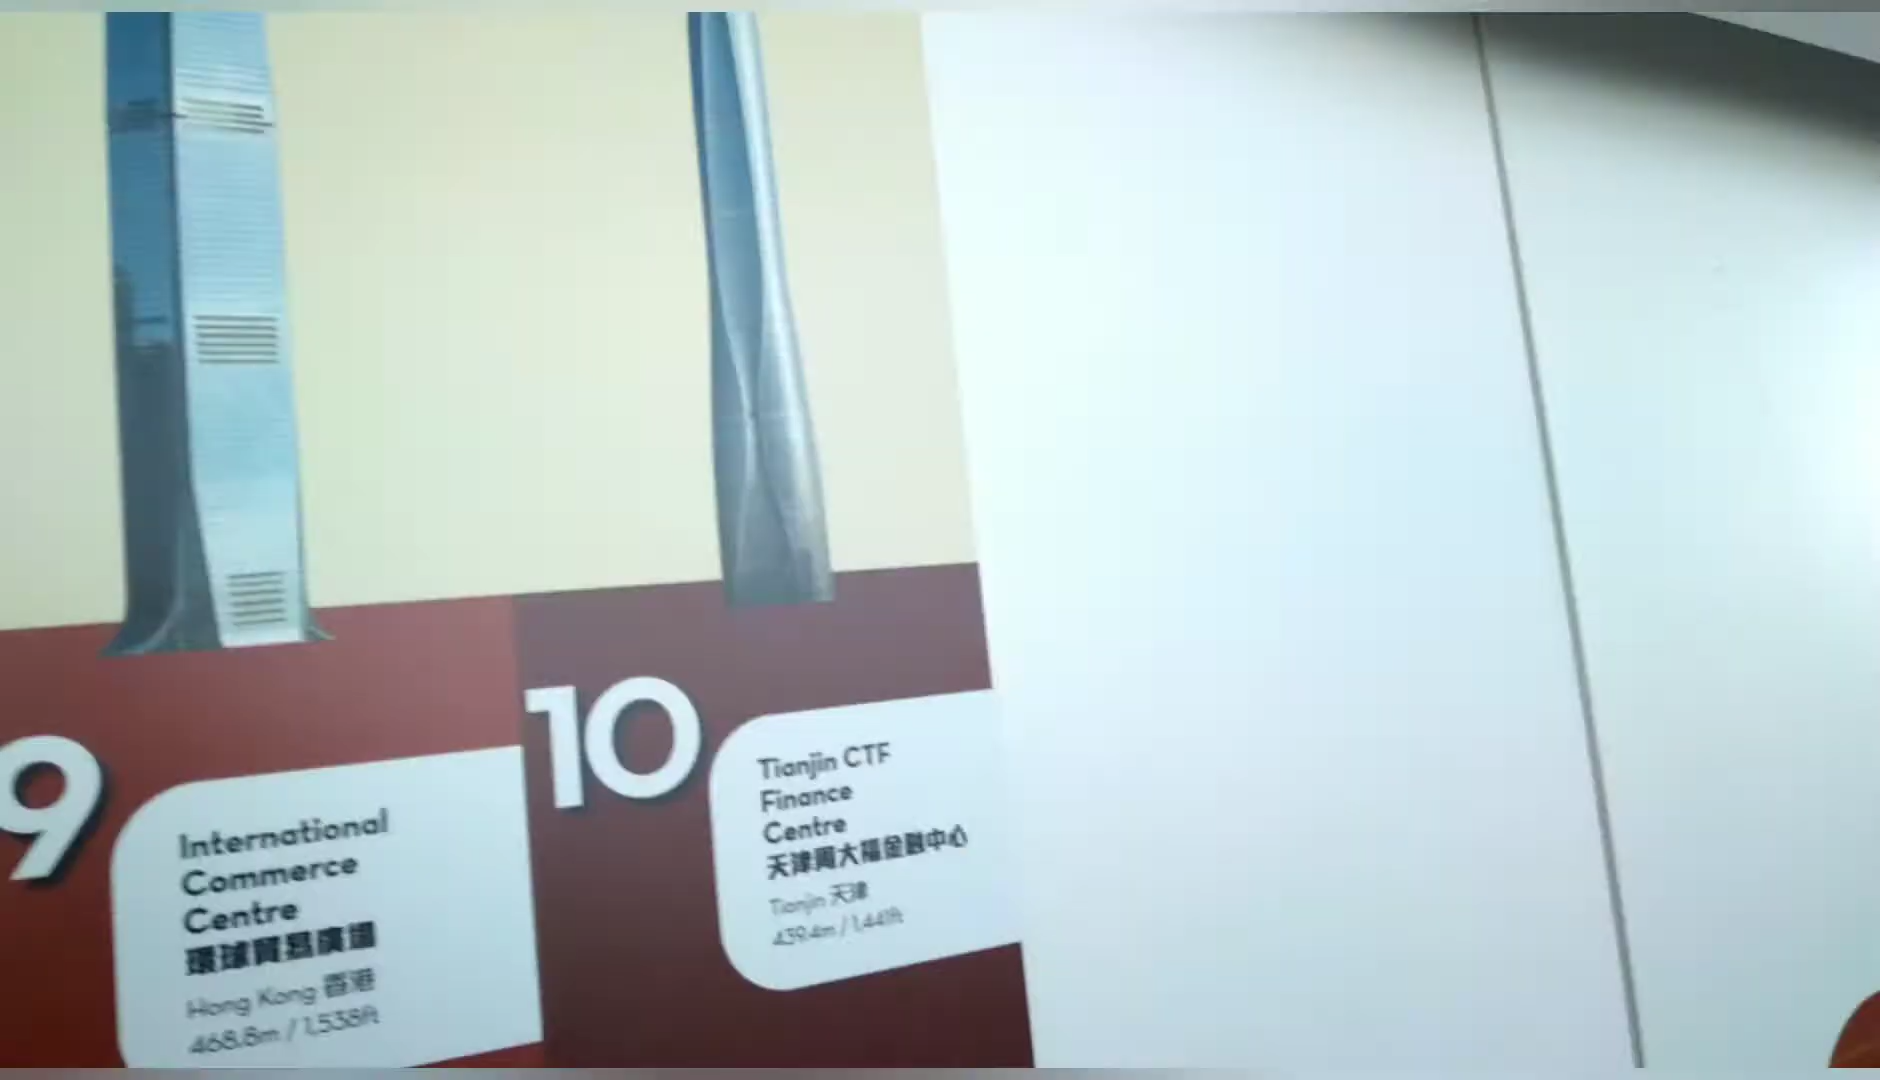 9
International
Commerce
Centre
環球貿易廣場
Hong Kong 香港
468.8m / 1,538ft
10
Tianjin CTF
Finance
Centre
天津周大福金融中心
Tianjin 天津
439.4m / 1,441ft